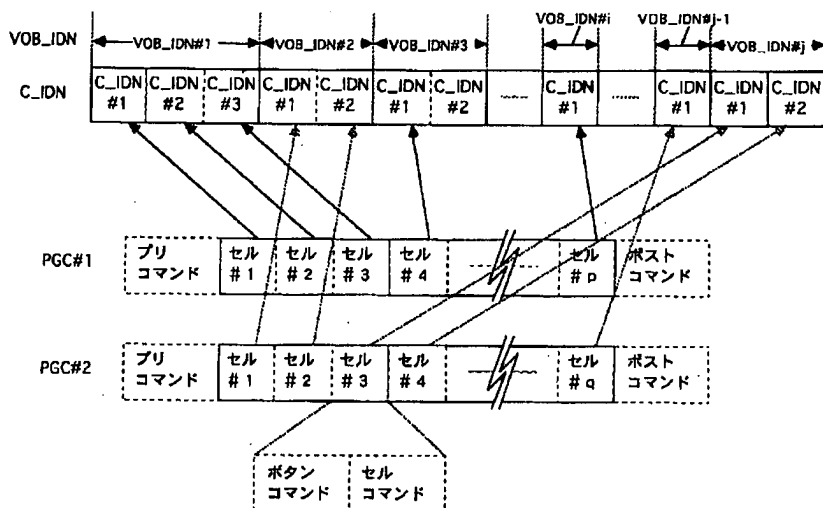 VOB_IDN VOB_IDN#1 VOB_IDN#2 VOB_IDN#3 VOB_IDN#i VOB_IDN#j-1 VOB_IDN#j
C_IDN C_IDN C_IDN C_IDN C_IDN C_IDN C_IDN C_IDN C_IDN C_IDN C_IDN C_IDN
#1 #2 #3 #1 #2 #1 #2 #1 #1 #1 #2
PGC#1
プリ セル セル セル セル セル ポスト
コマンド #1 #2 #3 #4 #p コマンド
PGC#2
プリ セル セル セル セル セル ポスト
コマンド #1 #2 #3 #4 #q コマンド
ボタン セル
コマンド コマンド